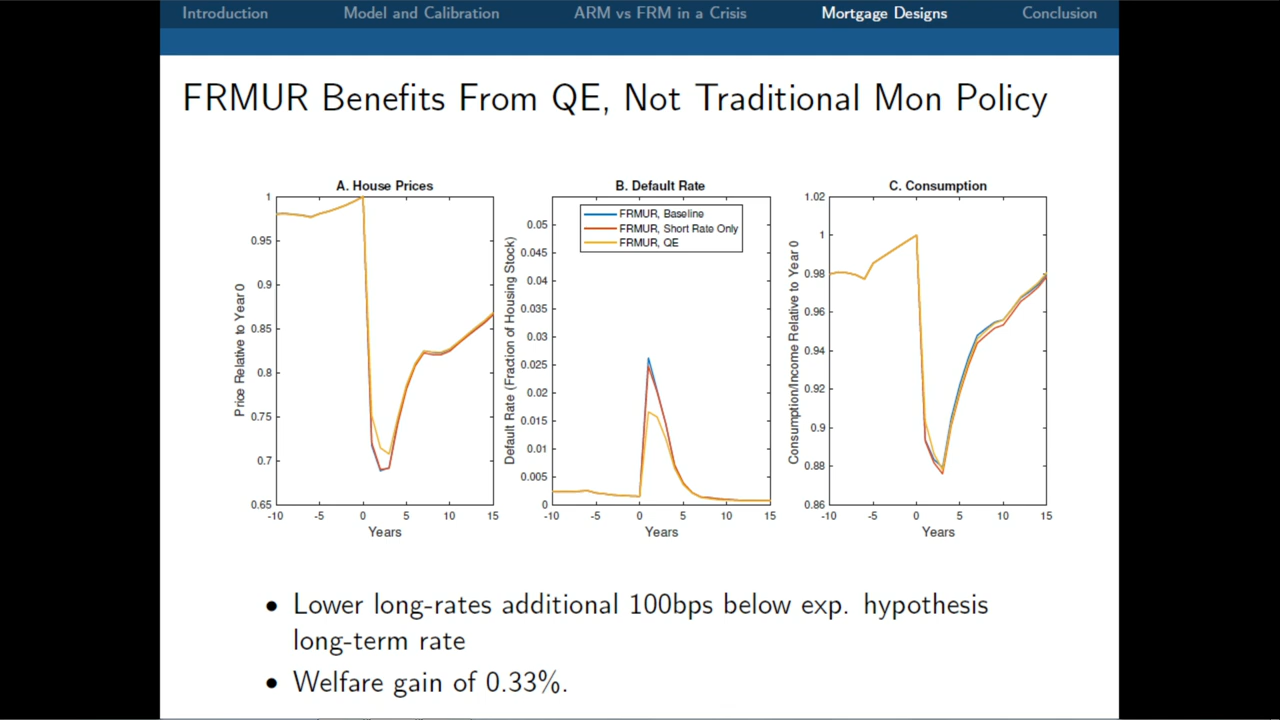 Introduction Model and Calibration ARM vs FRM in a Crisis Mortgage Designs Conclusion
FRMUR Benefits From QE, Not Traditional Mon Policy
A. House Prices
Price Relative to Year 0
1
0.95
0.9
0.85
0.8
0.75
0.7
0.65
-10 -5 0 5 10 15
Years
B. Default Rate
Default Rate (Fraction of Housing Stock)
FRMUR, Baseline
FRMUR, Short Rate Only
FRMUR, QE
0.05
0.045
0.04
0.035
0.03
0.025
0.02
0.015
0.01
0.005
0
-10 -5 0 5 10 15
Years
C. Consumption
Consumption/Income Relative to Year 0
1.02
1
0.98
0.96
0.94
0.92
0.9
0.88
0.86
-10 -5 0 5 10 15
Years
• Lower long-rates additional 100bps below exp. hypothesis
long-term rate
• Welfare gain of 0.33%.